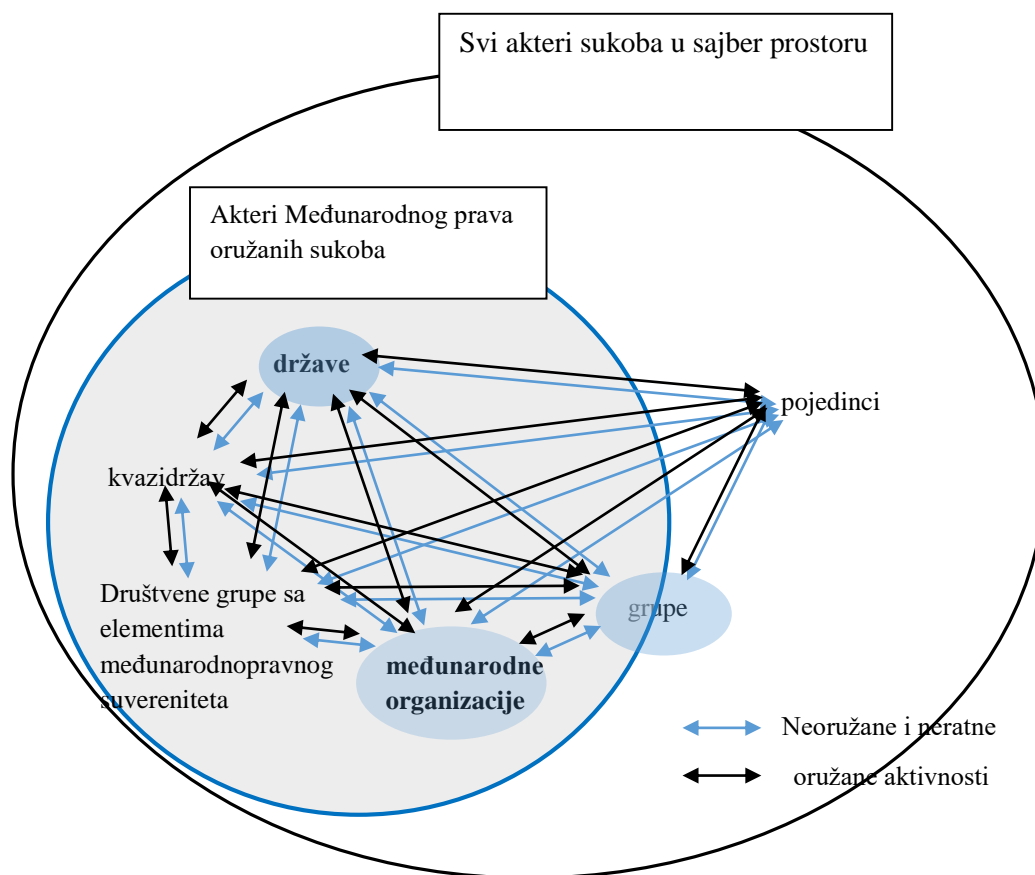 Svi akteri sukoba u sajber prostoru
Akteri Međunarodnog prava
oružanih sukoba
države
pojedinci
kvazidržav
Društvene grupe sa
elementima
međunarodnopravnog
suvereniteta
grupe
međunarodne
organizacije
Neoružane i neratne
oružane aktivnosti